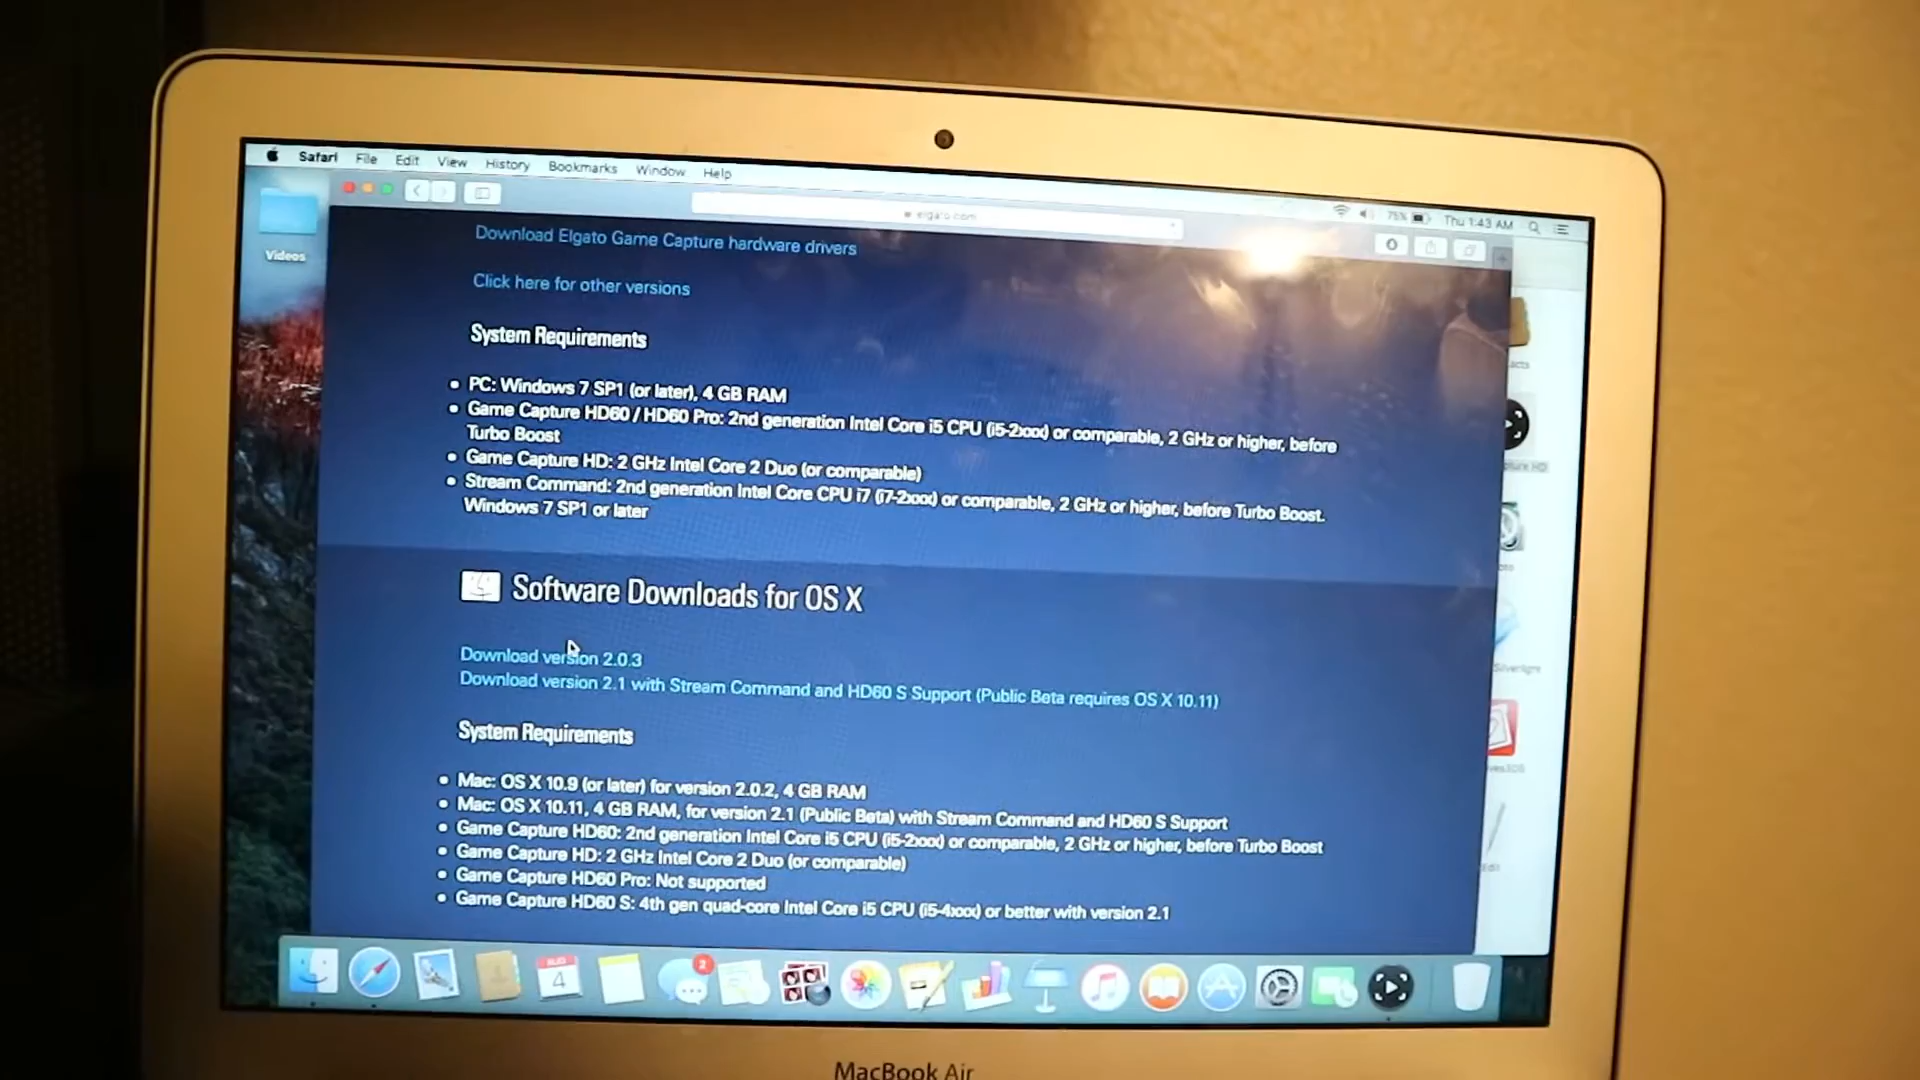 Safari File Edit View History Bookmarks Window Help
75% Thu 1:43 AM
elgato.com
Videos
Download Elgato Game Capture hardware drivers
Click here for other versions
System Requirements
PC: Windows 7 SP1 (or later), 4 GB RAM
Game Capture HD60 / HD60 Pro: 2nd generation Intel Core i5 CPU (i5-2xxx) or comparable, 2 GHz or higher, before
Turbo Boost
Game Capture HD: 2 GHz Intel Core 2 Duo (or comparable)
Stream Command: 2nd generation Intel Core CPU i7 (i7-2xxx) or comparable, 2 GHz or higher, before Turbo Boost.
Windows 7 SP1 or later
Software Downloads for OS X
Download version 2.0.3
Download version 2.1 with Stream Command and HD60 S Support (Public Beta requires OS X 10.11)
System Requirements
Mac: OS X 10.9 (or later) for version 2.0.2, 4 GB RAM
Mac: OS X 10.11, 4 GB RAM, for version 2.1 (Public Beta) with Stream Command and HD60 S Support
Game Capture HD60: 2nd generation Intel Core i5 CPU (i5-2xxx) or comparable, 2 GHz or higher, before Turbo Boost
Game Capture HD: 2 GHz Intel Core 2 Duo (or comparable)
Game Capture HD60 Pro: Not supported
Game Capture HD60 S: 4th gen quad-core Intel Core i5 CPU (i5-4xxx) or better with version 2.1
AUG
4
2
MacBook Air